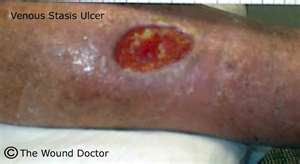 Venous Stasis Ulcer
© The Wound Doctor